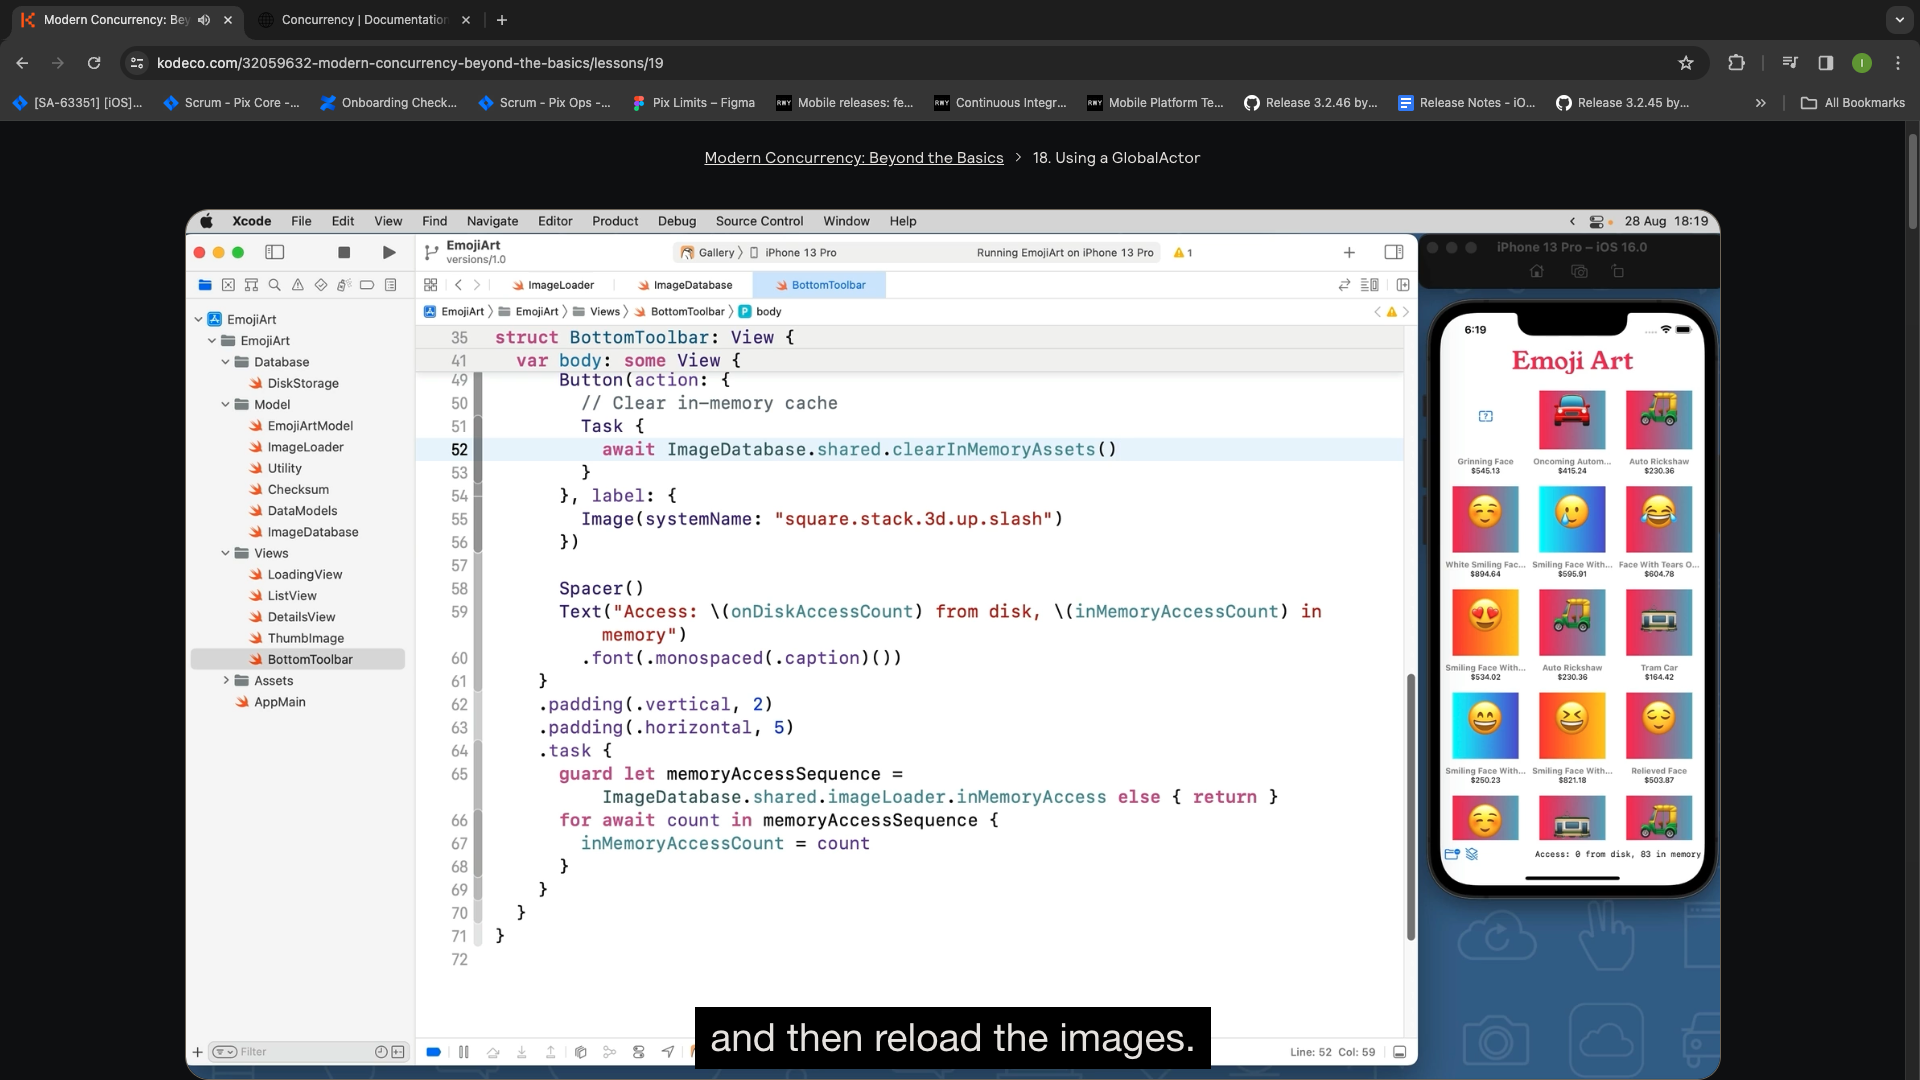 Modern Concurrency: Bey
Concurrency | Documentation
kodeco.com/32059632-modern-concurrency-beyond-the-basics/lessons/19
[SA-63351] [iOS]...
Scrum - Pix Core -...
Onboarding Check...
Scrum - Pix Ops -...
Pix Limits – Figma
RWY Mobile releases: fe...
RWY Continuous Integr...
RWY Mobile Platform Te...
Release 3.2.46 by...
Release Notes - iO...
Release 3.2.45 by...
All Bookmarks
Modern Concurrency: Beyond the Basics > 18. Using a GlobalActor
Xcode File Edit View Find Navigate Editor Product Debug Source Control Window Help
28 Aug 18:19
EmojiArt
versions/1.0
Gallery
iPhone 13 Pro
Running EmojiArt on iPhone 13 Pro
1
ImageLoader
ImageDatabase
BottomToolbar
EmojiArt
EmojiArt
Views
BottomToolbar
P body
EmojiArt
EmojiArt
Database
DiskStorage
Model
EmojiArtModel
ImageLoader
Utility
Checksum
DataModels
ImageDatabase
Views
LoadingView
ListView
DetailsView
ThumbImage
BottomToolbar
Assets
AppMain
Filter
35 struct BottomToolbar: View {
41 var body: some View {
49 Button(action: {
50 // Clear in-memory cache
51 Task {
52 await ImageDatabase.shared.clearInMemoryAssets()
53 }
54 }, label: {
55 Image(systemName: "square.stack.3d.up.slash")
56 })
57
58 Spacer()
59 Text("Access: \(onDiskAccessCount) from disk, \(inMemoryAccessCount) in
memory")
60 .font(.monospaced(.caption)())
61 }
62 .padding(.vertical, 2)
63 .padding(.horizontal, 5)
64 .task {
65 guard let memoryAccessSequence =
ImageDatabase.shared.imageLoader.inMemoryAccess else { return }
66 for await count in memoryAccessSequence {
67 inMemoryAccessCount = count
68 }
69 }
70 }
71 }
72
Line: 52 Col: 59
iPhone 13 Pro – iOS 16.0
6:19
Emoji Art
Grinning Face
$545.13
Oncoming Autom...
$415.24
Auto Rickshaw
$230.36
White Smiling Fac...
$894.64
Smiling Face With...
$595.91
Face With Tears O...
$604.78
Smiling Face With...
$534.02
Auto Rickshaw
$230.36
Tram Car
$164.42
Smiling Face With...
$250.23
Smiling Face With...
$821.18
Relieved Face
$503.87
Access: 0 from disk, 83 in memory
and then reload the images.